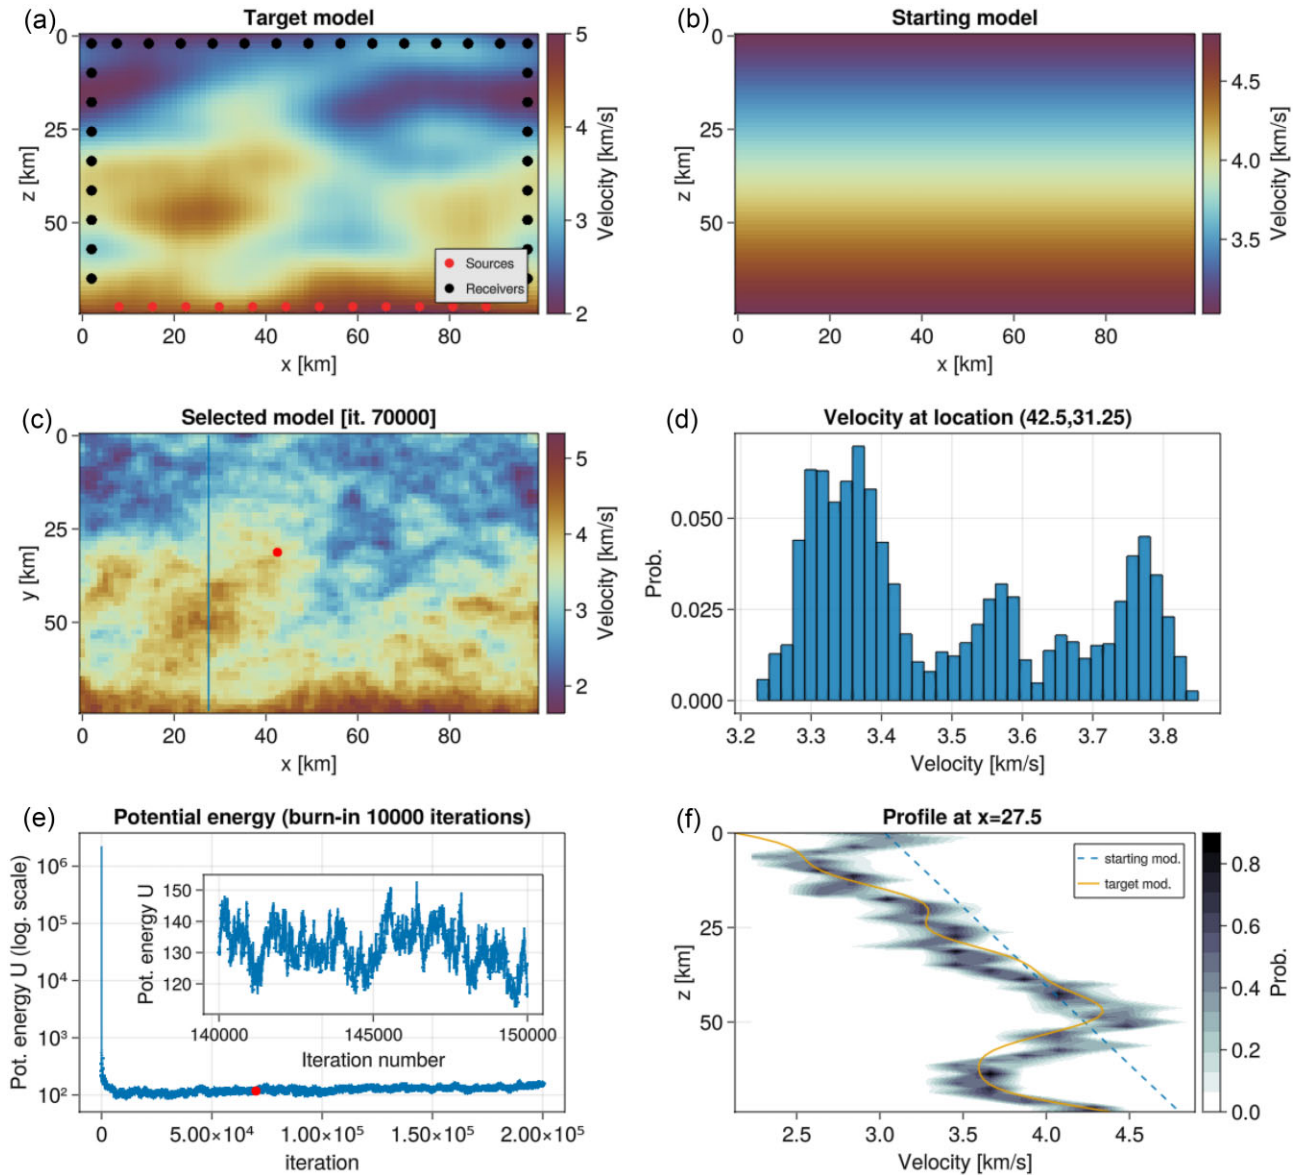 (a)
Target model
0
25
50
z [km]
0
20
40
60
80
x [km]
Sources
Receivers
5
4
3
2
Velocity [km/s]
(b)
Starting model
0
25
50
z [km]
0
20
40
60
80
x [km]
4.5
4.0
3.5
Velocity [km/s]
(c)
Selected model [it. 70000]
0
25
50
y [km]
0
20
40
60
80
x [km]
5
4
3
2
Velocity [km/s]
(d)
Velocity at location (42.5,31.25)
0.050
0.025
0.000
Prob.
3.2
3.3
3.4
3.5
3.6
3.7
3.8
Velocity [km/s]
(e)
Potential energy (burn-in 10000 iterations)
10⁶
10⁵
10⁴
10³
10²
Pot. energy U (log. scale)
150
140
130
120
Pot. energy U
140000
145000
150000
Iteration number
0
5.00×10⁴
1.00×10⁵
1.50×10⁵
2.00×10⁵
iteration
(f)
Profile at x=27.5
0
25
50
z [km]
starting mod.
target mod.
2.5
3.0
3.5
4.0
4.5
Velocity [km/s]
0.8
0.6
0.4
0.2
0.0
Prob.